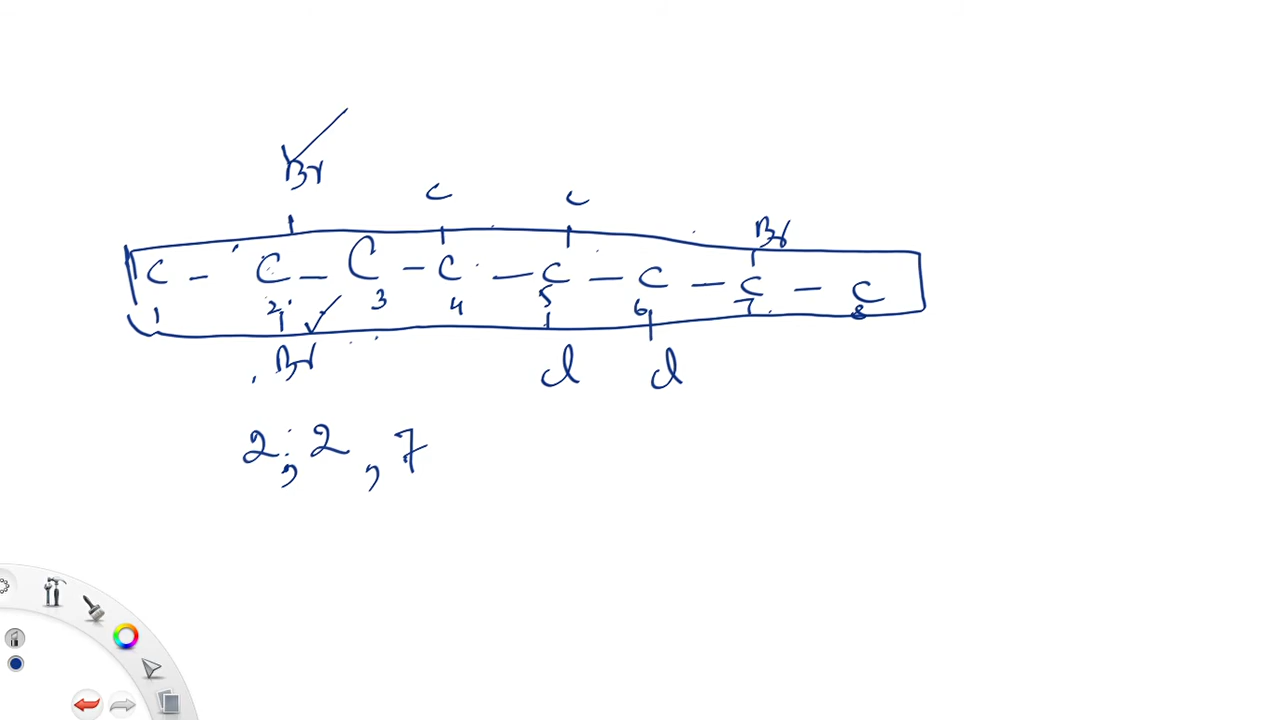 Br
C C
Br
C - C - C - C - C - C - C - C
1 2 3 4 5 6 7 8
Br Cl Cl
2, 2, 7